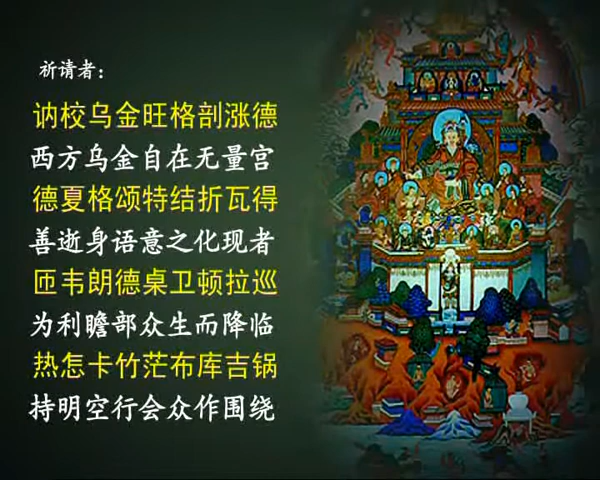 祈请者：
讷校乌金旺格剖涨德
西方乌金自在无量宫
德夏格颂特结折瓦得
善逝身语意之化现者
匝韦朗德桌卫顿拉巡
为利瞻部众生而降临
热怎卡竹茫布库吉锅
持明空行会众作围绕